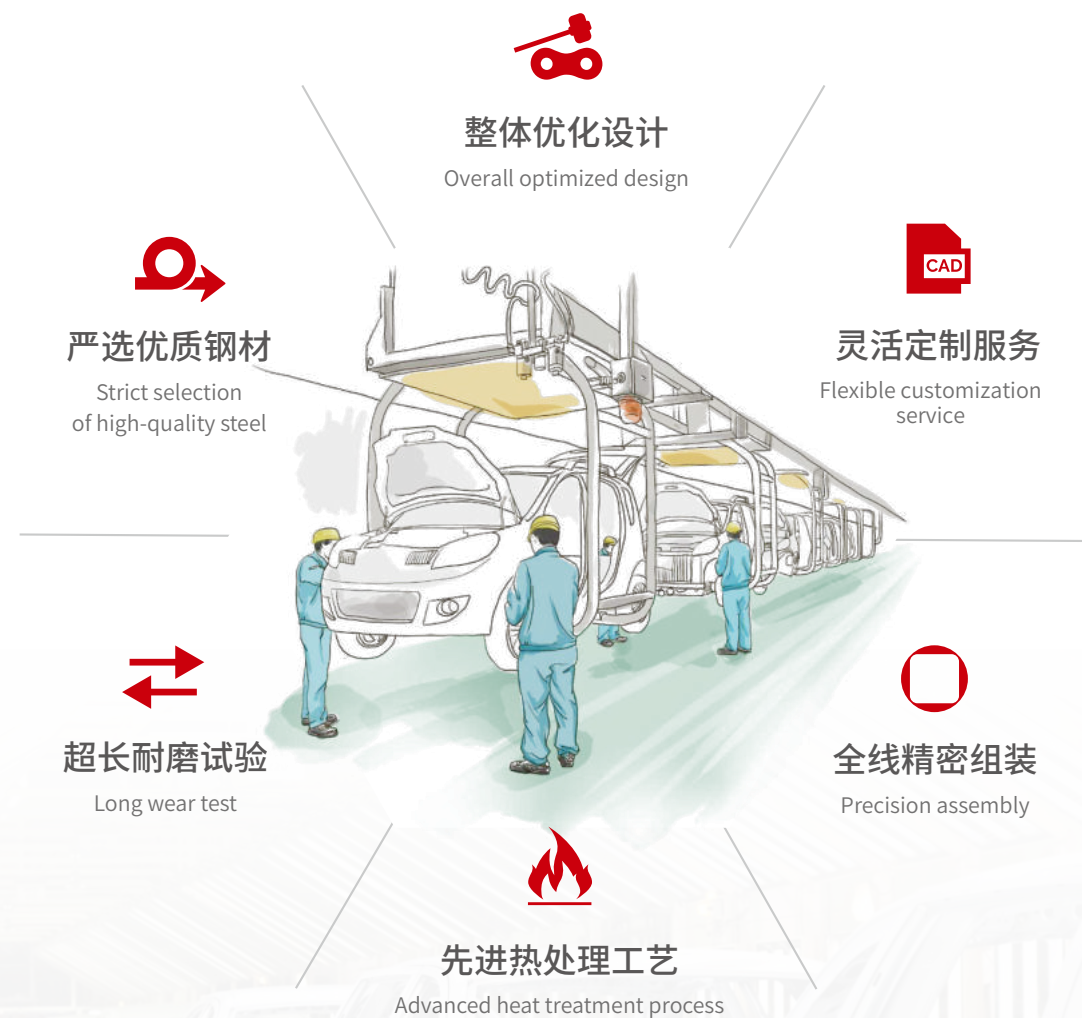 整体优化设计
Overall optimized design
CAD
严选优质钢材
Strict selection
of high-quality steel
灵活定制服务
Flexible customization
service
超长耐磨试验
Long wear test
全线精密组装
Precision assembly
先进热处理工艺
Advanced heat treatment process